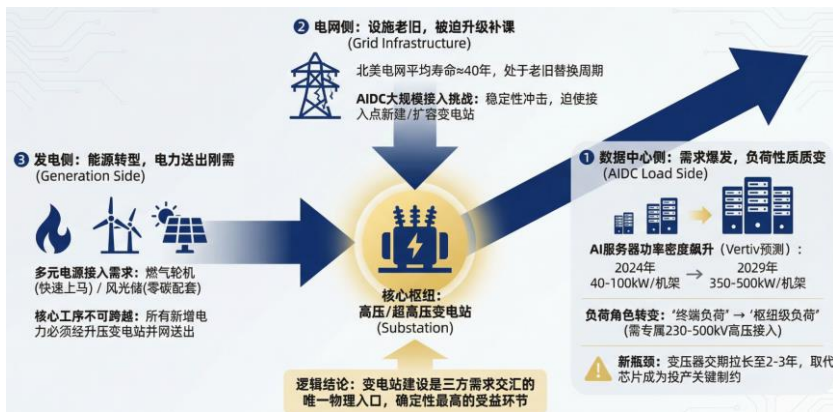 ❷ 电网侧：设施老旧，被迫升级补课
(Grid Infrastructure)
北美电网平均寿命≈40年，处于老旧替换周期
AIDC大规模接入挑战：稳定性冲击，迫使接
入点新建/扩容变电站
❸ 发电侧：能源转型，电力送出刚需
(Generation Side)
多元电源接入需求：燃气轮机
(快速上马) / 风光储(零碳配套)
核心工序不可跨越：所有新增电
力必须经升压变电站并网送出
核心枢纽：
高压/超高压变电站
(Substation)
逻辑结论：变电站建设是三方需求交汇的
唯一物理入口，确定性最高的受益环节
❶ 数据中心侧：需求爆发，负荷性质质变
(AIDC Load Side)
AI服务器功率密度飙升（Vertiv预测）：
2024年
40-100kW/机架
→
2029年
350-500kW/机架
负荷角色转变：'终端负荷' → '枢纽级负荷'
(需专属230-500kV高压接入)
新瓶颈：变压器交期拉长至2-3年，取代
芯片成为投产关键制约